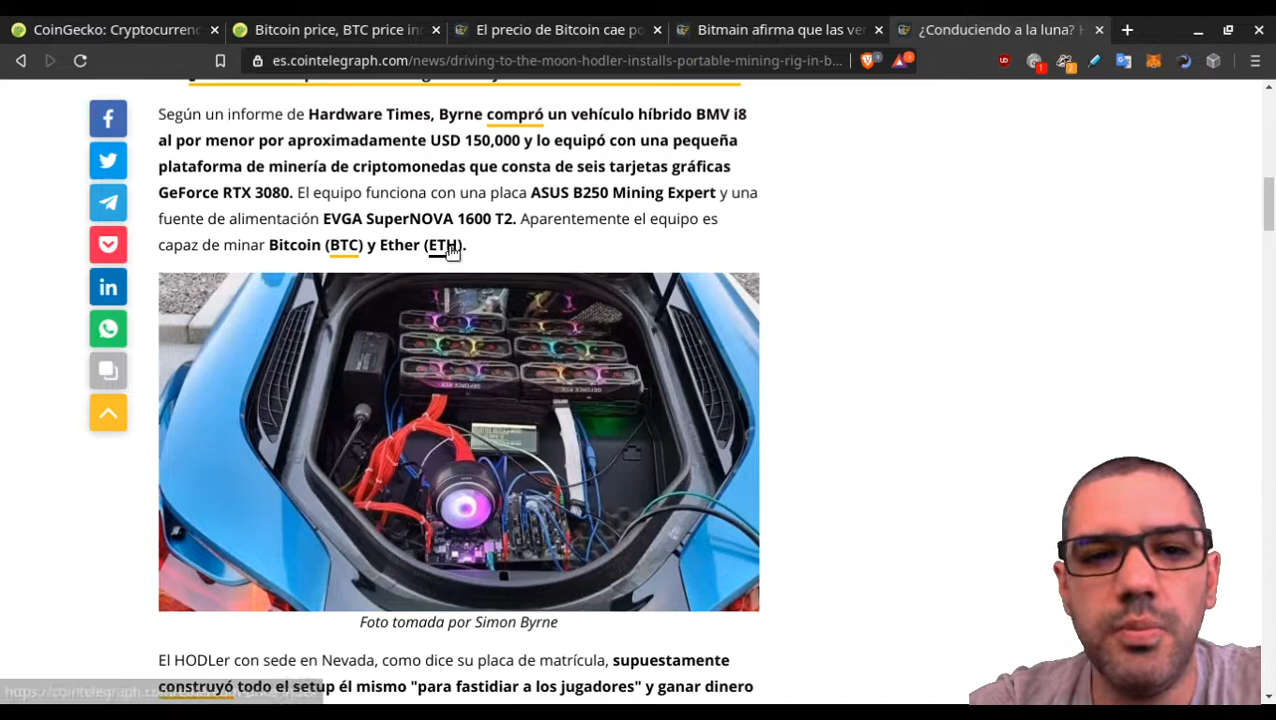 CoinGecko: Cryptocurrenc
Bitcoin price, BTC price ind
El precio de Bitcoin cae po
Bitmain afirma que las ven
¿Conduciendo a la luna? H
es.cointelegraph.com/news/driving-to-the-moon-hodler-installs-portable-mining-rig-in-b...
Según un informe de Hardware Times, Byrne compró un vehículo híbrido BMV i8
al por menor por aproximadamente USD 150,000 y lo equipó con una pequeña
plataforma de minería de criptomonedas que consta de seis tarjetas gráficas
GeForce RTX 3080. El equipo funciona con una placa ASUS B250 Mining Expert y una
fuente de alimentación EVGA SuperNOVA 1600 T2. Aparentemente el equipo es
capaz de minar Bitcoin (BTC) y Ether (ETH).
GEFORCE RTX
GEFORCE RTX
Foto tomada por Simon Byrne
El HODLer con sede en Nevada, como dice su placa de matrícula, supuestamente
construyó todo el setup él mismo "para fastidiar a los jugadores" y ganar dinero